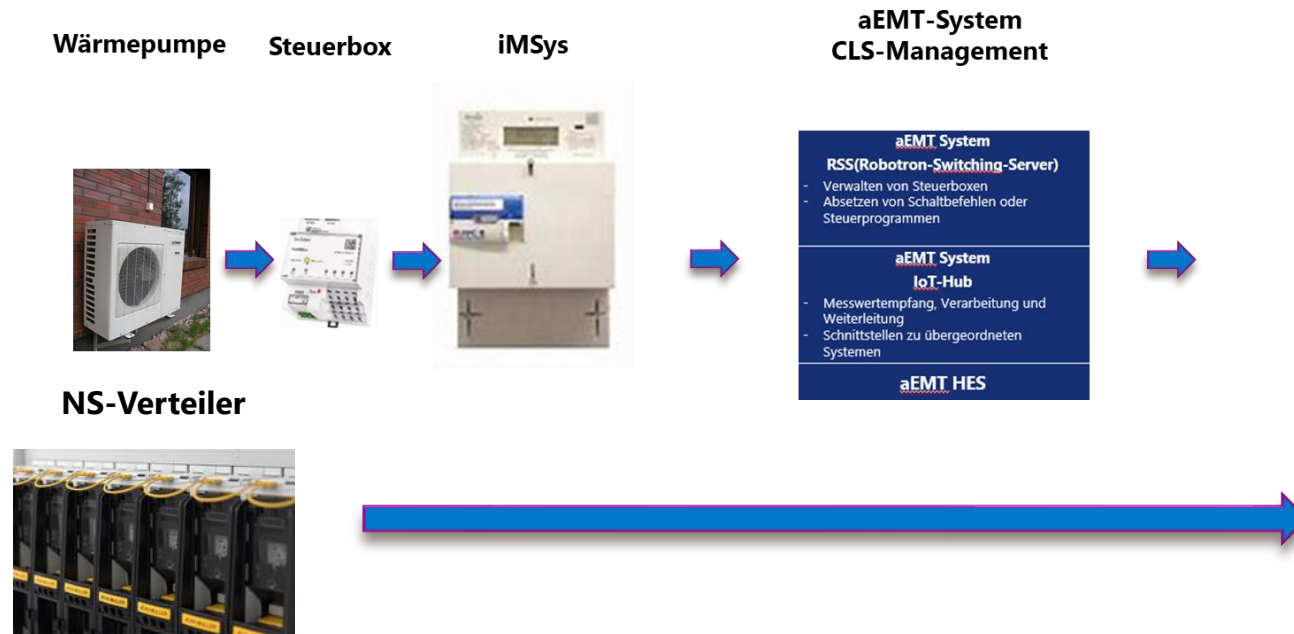 Wärmepumpe
Steuerbox
iMSys
aEMT-System
CLS-Management
aEMT System
RSS(Robotron-Switching-Server)
- Verwalten von Steuerboxen
- Absetzen von Schaltbefehlen oder
Steuerprogrammen
aEMT System
IoT-Hub
- Messwertempfang, Verarbeitung und
Weiterleitung
- Schnittstellen zu übergeordneten
Systemen
aEMT HES
NS-Verteiler